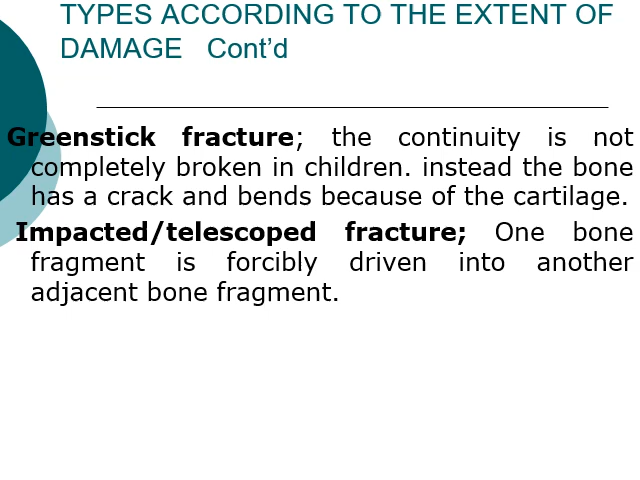 TYPES ACCORDING TO THE EXTENT OF
DAMAGE Cont’d
Greenstick fracture; the continuity is not
completely broken in children. instead the bone
has a crack and bends because of the cartilage.
Impacted/telescoped fracture; One bone
fragment is forcibly driven into another
adjacent bone fragment.